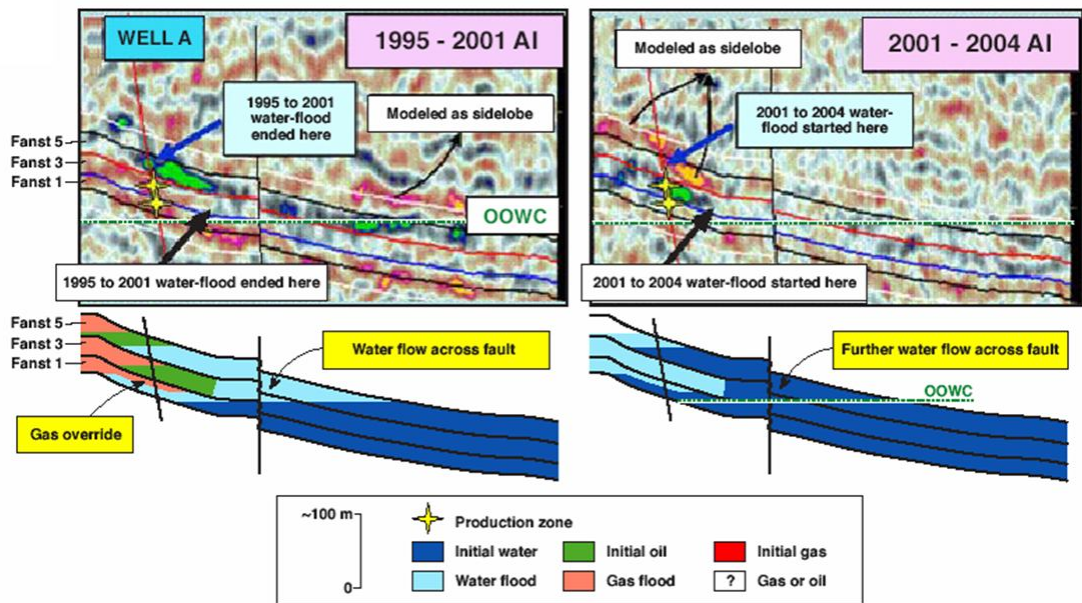 WELL A
1995 - 2001 AI
1995 to 2001
water-flood
ended here
Modeled as sidelobe
Fanst 5
Fanst 3
Fanst 1
OOWC
1995 to 2001 water-flood ended here
Modeled as sidelobe
2001 - 2004 AI
2001 to 2004 water-
flood started here
2001 to 2004 water-flood started here
Fanst 5
Fanst 3
Fanst 1
Water flow across fault
Gas override
Further water flow across fault
OOWC
~100 m
0
Production zone
Initial water
Initial oil
Initial gas
Water flood
Gas flood
? Gas or oil